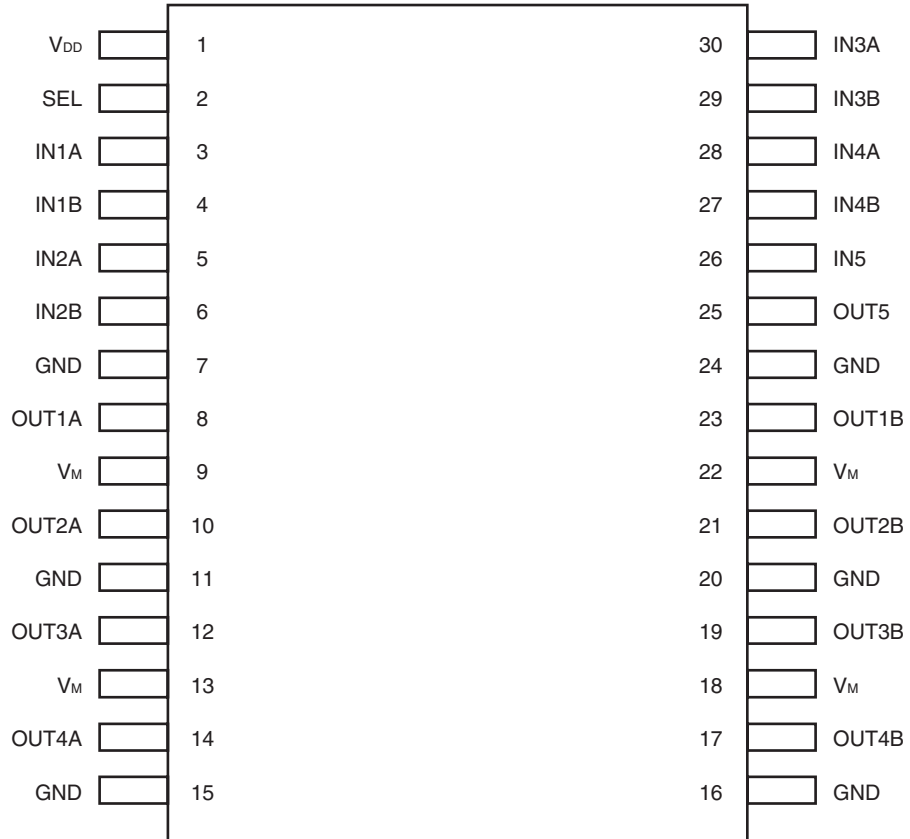 VDD 1 30 IN3A
SEL 2 29 IN3B
IN1A 3 28 IN4A
IN1B 4 27 IN4B
IN2A 5 26 IN5
IN2B 6 25 OUT5
GND 7 24 GND
OUT1A 8 23 OUT1B
VM 9 22 VM
OUT2A 10 21 OUT2B
GND 11 20 GND
OUT3A 12 19 OUT3B
VM 13 18 VM
OUT4A 14 17 OUT4B
GND 15 16 GND